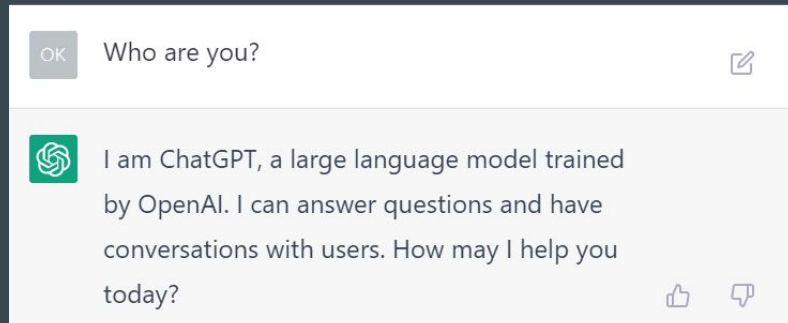 OK
Who are you?
I am ChatGPT, a large language model trained
by OpenAI. I can answer questions and have
conversations with users. How may I help you
today?